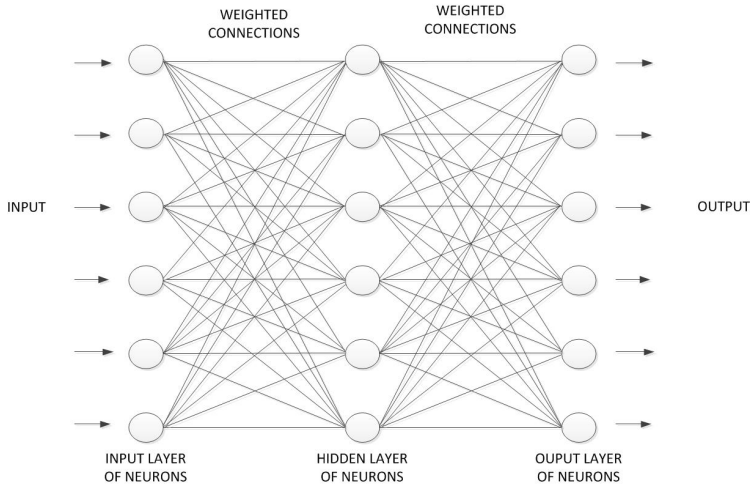 WEIGHTED
CONNECTIONS
WEIGHTED
CONNECTIONS
INPUT
OUTPUT
INPUT LAYER
OF NEURONS
HIDDEN LAYER
OF NEURONS
OUPUT LAYER
OF NEURONS